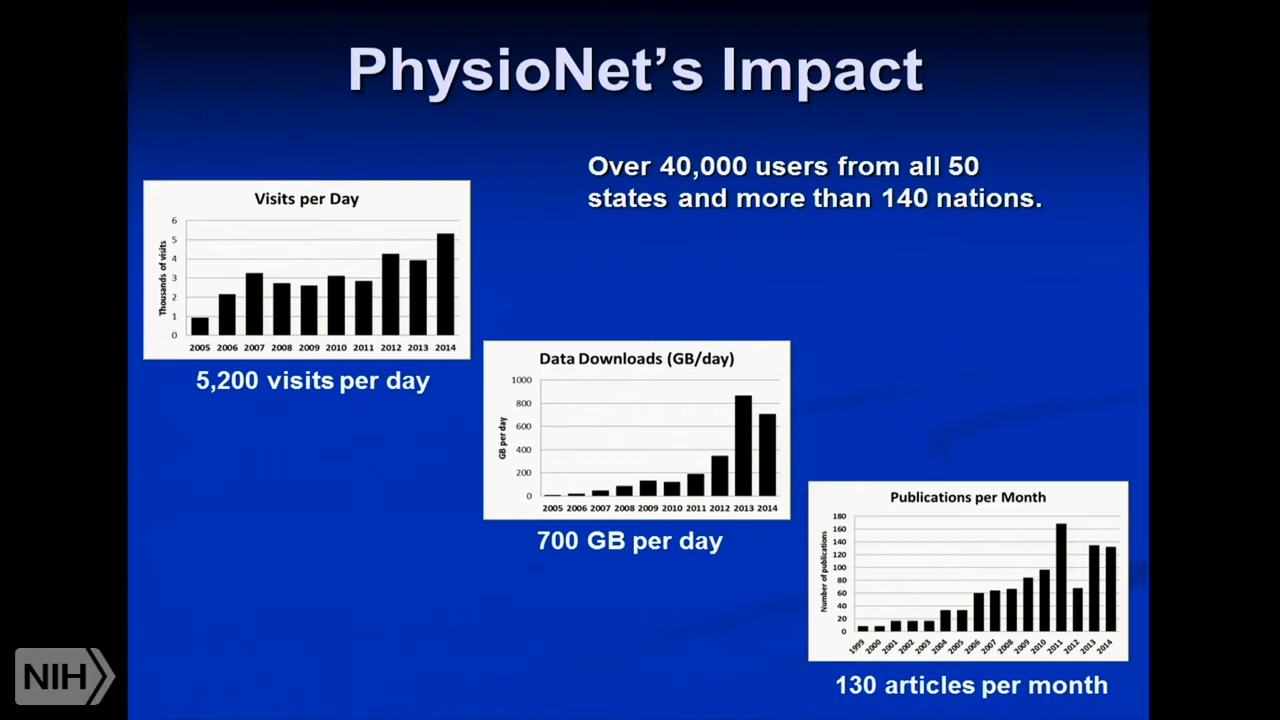 PhysioNet's Impact
Over 40,000 users from all 50
states and more than 140 nations.
Visits per Day
Thousands of visits
6
5
4
3
2
1
0
2005 2006 2007 2008 2009 2010 2011 2012 2013 2014
5,200 visits per day
Data Downloads (GB/day)
GB per day
1000
800
600
400
200
0
2005 2006 2007 2008 2009 2010 2011 2012 2013 2014
700 GB per day
Publications per Month
Number of publications
180
160
140
120
100
80
60
40
20
0
1999 2000 2001 2002 2003 2004 2005 2006 2007 2008 2009 2010 2011 2012 2013 2014
130 articles per month
NIH